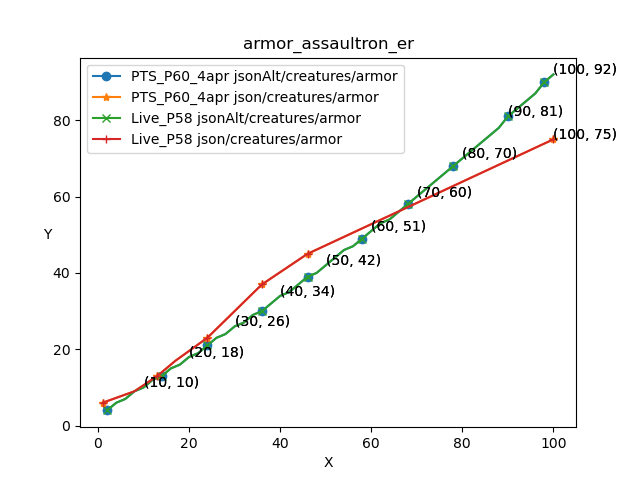 armor_assaultron_er
PTS_P60_4apr jsonAlt/creatures/armor
PTS_P60_4apr json/creatures/armor
Live_P58 jsonAlt/creatures/armor
Live_P58 json/creatures/armor
(100, 92)
(90, 81)
(100, 75)
(80, 70)
(70, 60)
(60, 51)
(50, 42)
(40, 34)
(30, 26)
(20, 18)
(10, 10)
80
60
40
20
0
Y
0 20 40 60 80 100
X